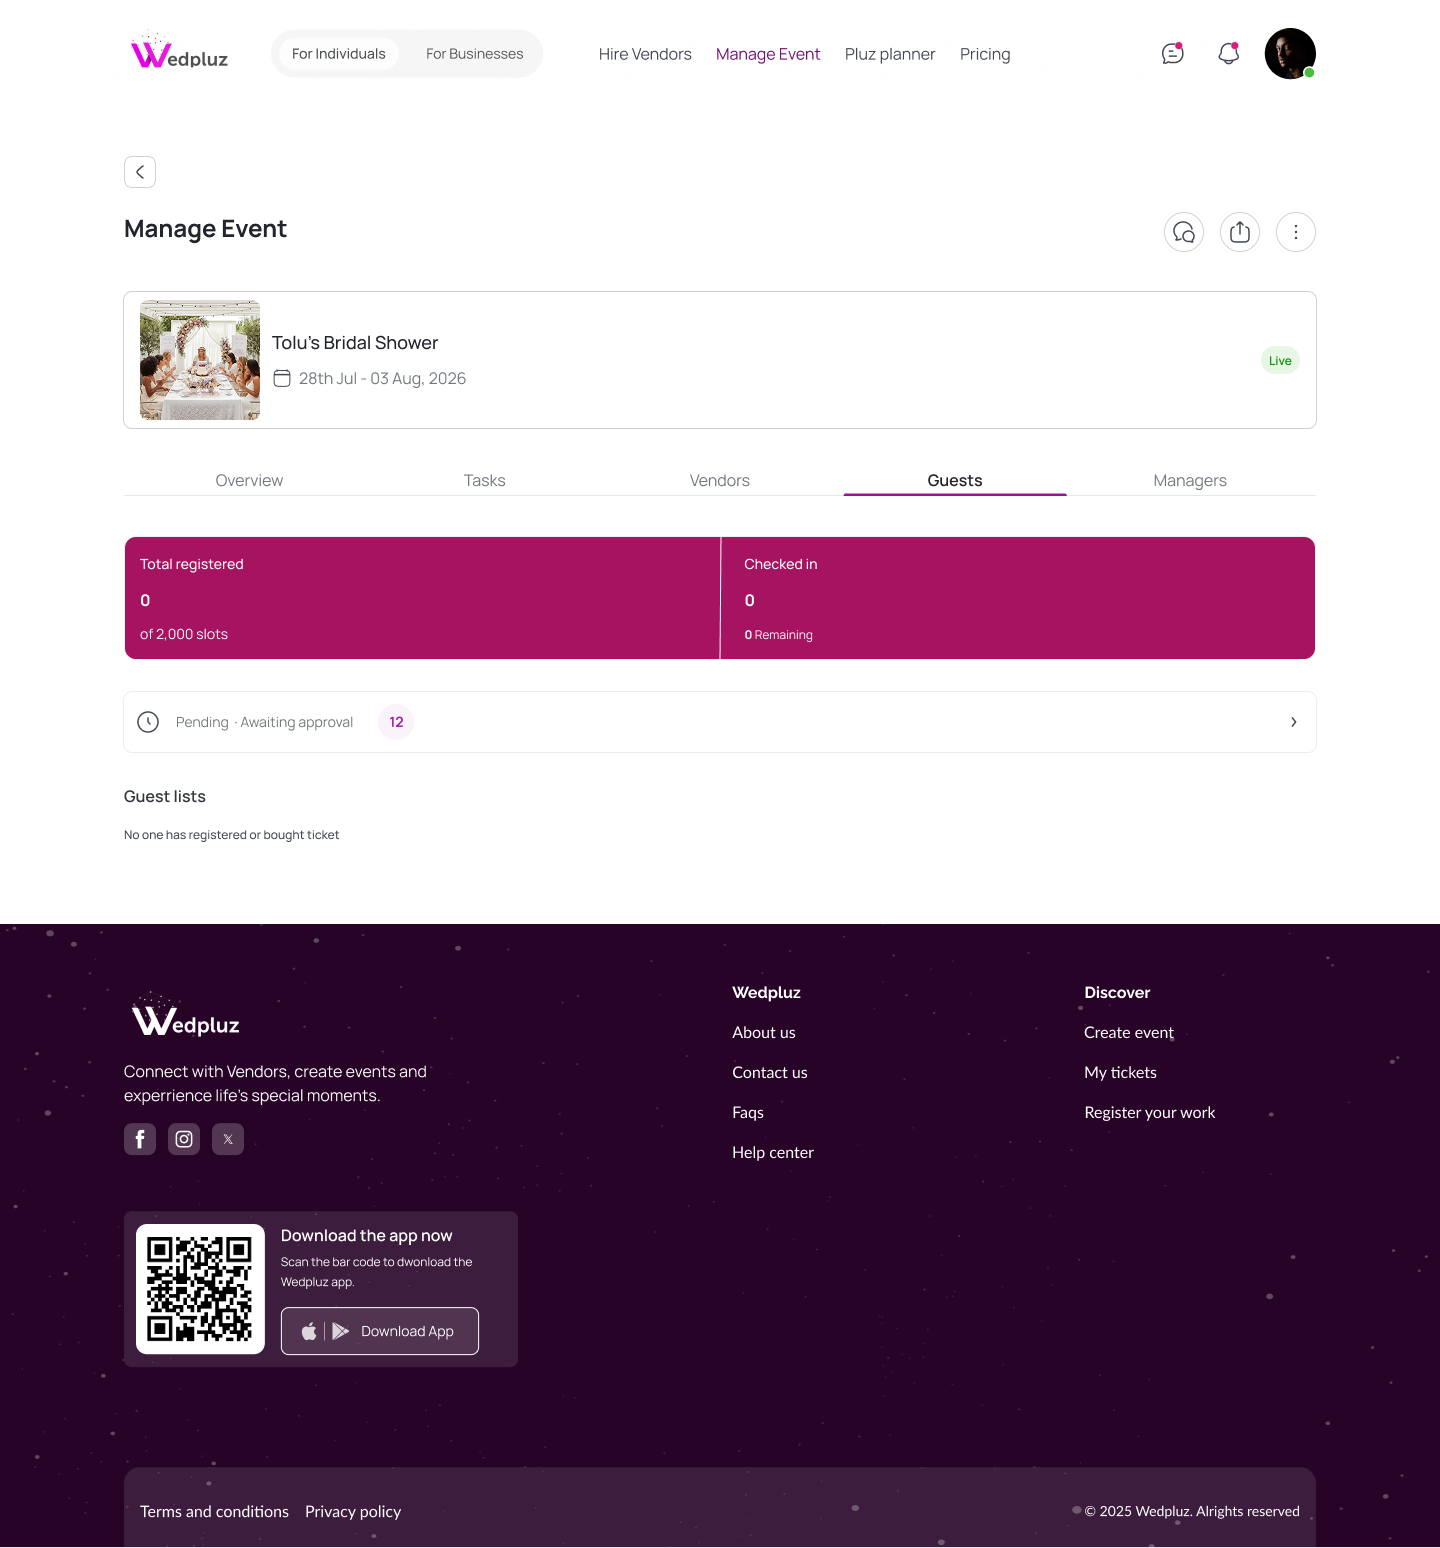 Wedpluz
For Individuals
For Businesses
Hire Vendors
Manage Event
Pluz planner
Pricing
Manage Event
Tolu's Bridal Shower
28th Jul - 03 Aug, 2026
Live
Overview
Tasks
Vendors
Guests
Managers
Total registered
0
of 2,000 slots
Checked in
0
0 Remaining
Pending · Awaiting approval
12
Guest lists
No one has registered or bought ticket
Wedpluz
Connect with Vendors, create events and
experrience life's special moments.
Download the app now
Scan the bar code to dwonload the
Wedpluz app.
Download App
Wedpluz
About us
Contact us
Faqs
Help center
Discover
Create event
My tickets
Register your work
Terms and conditions
Privacy policy
© 2025 Wedpluz. Alrights reserved